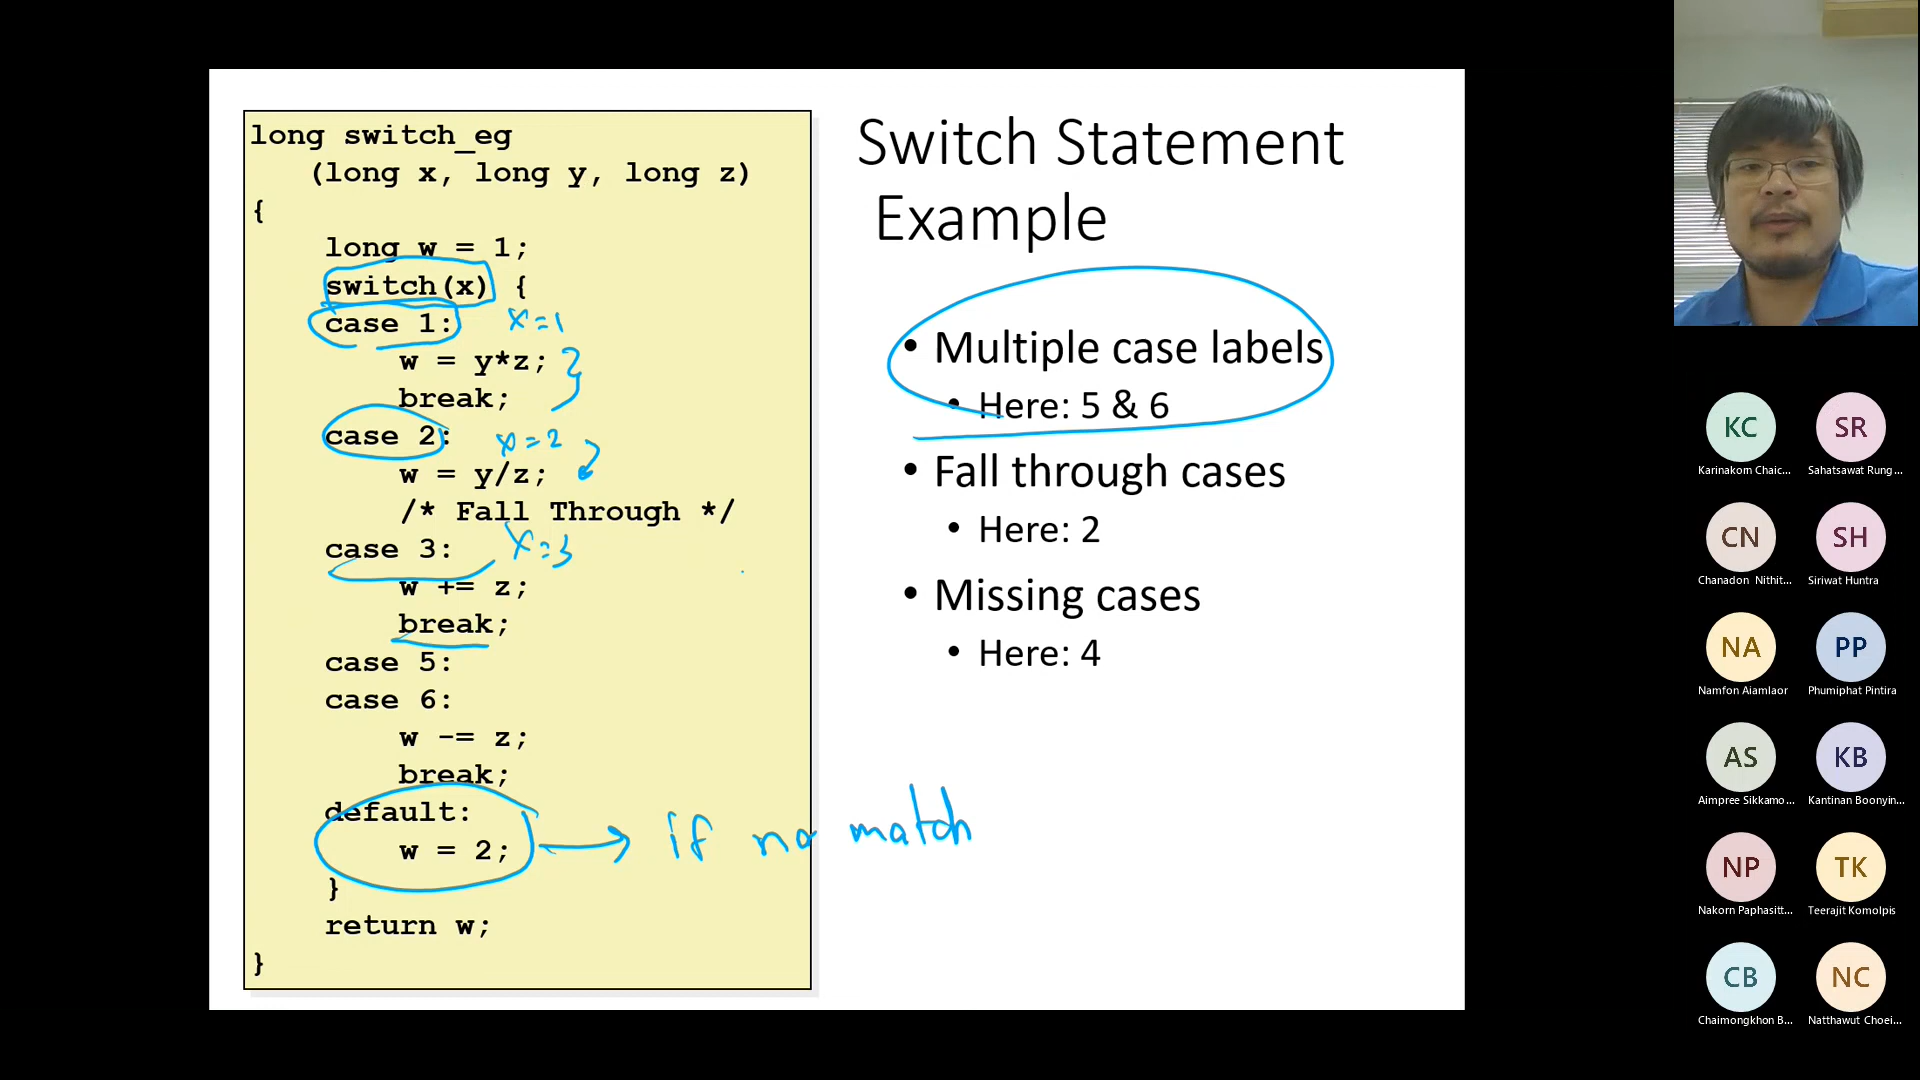 long switch_eg
(long x, long y, long z)
{
long w = 1;
switch(x) {
case 1: x=1
w = y*z;
break;
case 2: x=2
w = y/z;
/* Fall Through */
case 3: x=3
w += z;
break;
case 5:
case 6:
w -= z;
break;
default:
w = 2; → if no match
}
return w;
}
Switch Statement
Example
• Multiple case labels
• Here: 5 & 6
• Fall through cases
• Here: 2
• Missing cases
• Here: 4
KC
Karinakorn Chaic...
SR
Sahatsawat Rung...
CN
Chanadon Nithit...
SH
Siriwat Huntra
NA
Namfon Aiamlaor
PP
Phumiphat Pintira
AS
Aimpree Sikkamo...
KB
Kantinan Boonyin...
NP
Nakorn Paphasitt...
TK
Teerajit Komolpis
CB
Chaimongkhon B...
NC
Natthawut Choei...